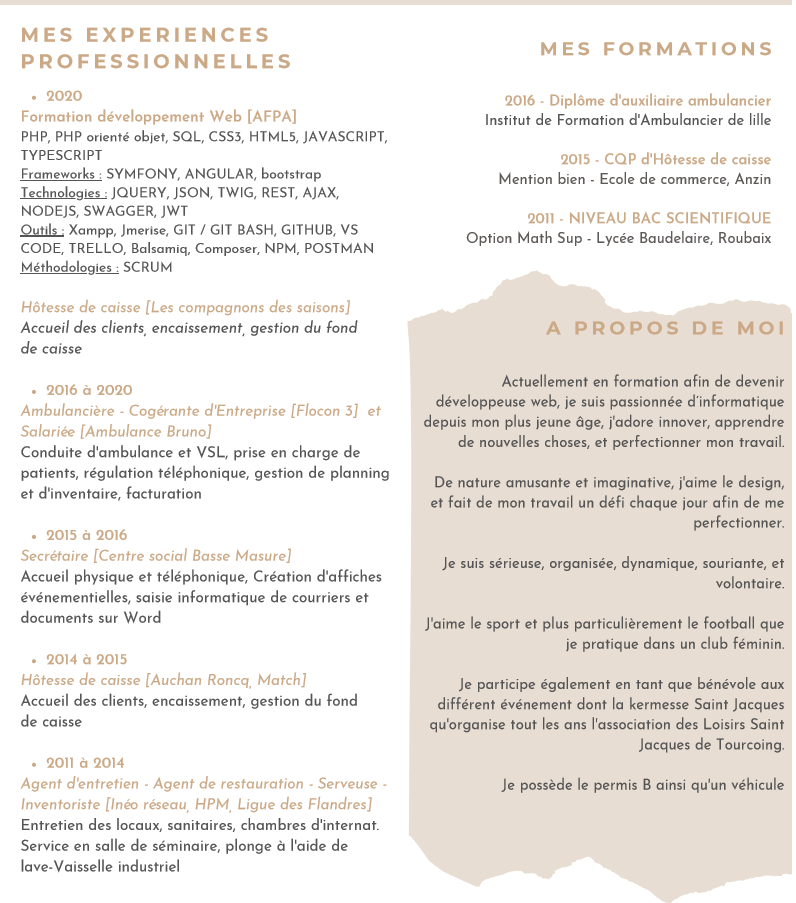 MES EXPERIENCES
PROFESSIONNELLES
• 2020
Formation développement Web [AFPA]
PHP, PHP orienté objet, SQL, CSS3, HTML5, JAVASCRIPT,
TYPESCRIPT
Frameworks : SYMFONY, ANGULAR, bootstrap
Technologies : JQUERY, JSON, TWIG, REST, AJAX,
NODEJS, SWAGGER, JWT
Outils : Xampp, Jmerise, GIT / GIT BASH, GITHUB, VS
CODE, TRELLO, Balsamiq, Composer, NPM, POSTMAN
Méthodologies : SCRUM
Hôtesse de caisse [Les compagnons des saisons]
Accueil des clients, encaissement, gestion du fond
de caisse
• 2016 à 2020
Ambulancière - Cogérante d'Entreprise [Flocon 3] et
Salariée [Ambulance Bruno]
Conduite d'ambulance et VSL, prise en charge de
patients, régulation téléphonique, gestion de planning
et d'inventaire, facturation
• 2015 à 2016
Secrétaire [Centre social Basse Masure]
Accueil physique et téléphonique, Création d'affiches
événementielles, saisie informatique de courriers et
documents sur Word
• 2014 à 2015
Hôtesse de caisse [Auchan Roncq, Match]
Accueil des clients, encaissement, gestion du fond
de caisse
• 2011 à 2014
Agent d'entretien - Agent de restauration - Serveuse -
Inventoriste [Inéo réseau, HPM, Ligue des Flandres]
Entretien des locaux, sanitaires, chambres d'internat.
Service en salle de séminaire, plonge à l'aide de
lave-Vaisselle industriel
MES FORMATIONS
2016 - Diplôme d'auxiliaire ambulancier
Institut de Formation d'Ambulancier de lille
2015 - CQP d'Hôtesse de caisse
Mention bien - Ecole de commerce, Anzin
2011 - NIVEAU BAC SCIENTIFIQUE
Option Math Sup - Lycée Baudelaire, Roubaix
A PROPOS DE MOI
Actuellement en formation afin de devenir
développeuse web, je suis passionnée d'informatique
depuis mon plus jeune âge, j'adore innover, apprendre
de nouvelles choses, et perfectionner mon travail.
De nature amusante et imaginative, j'aime le design,
et fait de mon travail un défi chaque jour afin de me
perfectionner.
Je suis sérieuse, organisée, dynamique, souriante, et
volontaire.
J'aime le sport et plus particulièrement le football que
je pratique dans un club féminin.
Je participe également en tant que bénévole aux
différent événement dont la kermesse Saint Jacques
qu'organise tout les ans l'association des Loisirs Saint
Jacques de Tourcoing.
Je possède le permis B ainsi qu'un véhicule